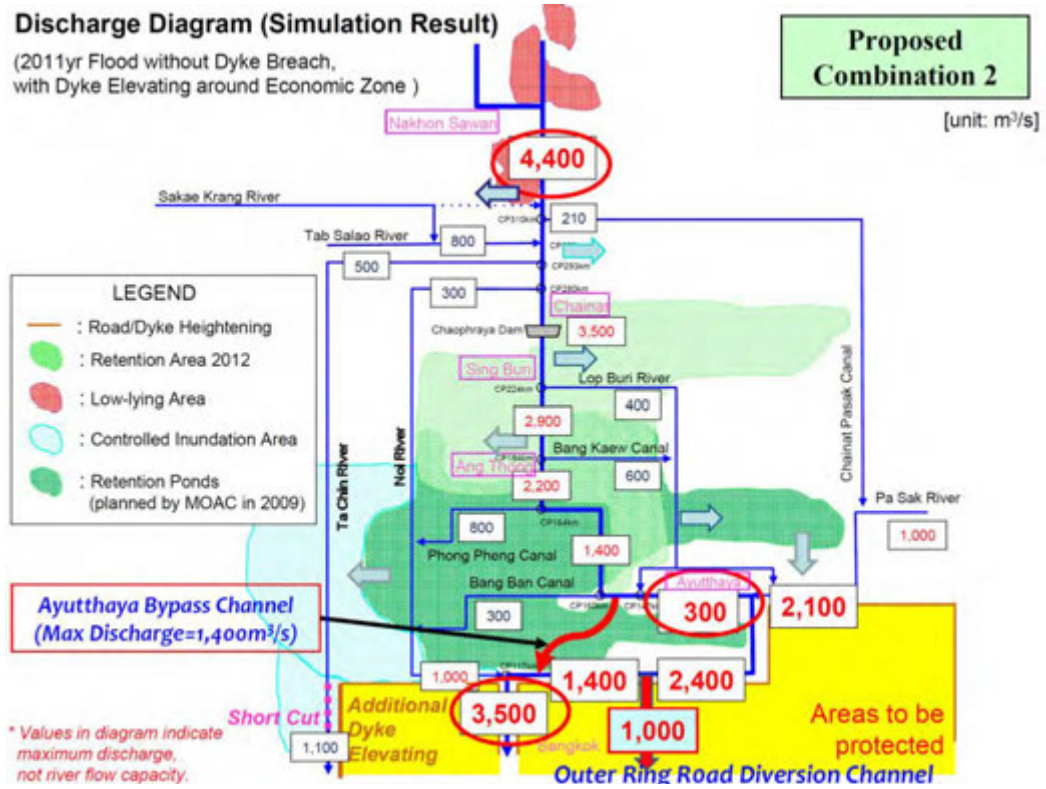 Discharge Diagram (Simulation Result)
(2011yr Flood without Dyke Breach,
with Dyke Elevating around Economic Zone )
Proposed
Combination 2
[unit: m³/s]
Nakhon Sawan
4,400
Sakae Krang River
CP310km
210
Tab Salao River
800
500
CP293km
300
CP280km
LEGEND
: Road/Dyke Heightening
: Retention Area 2012
: Low-lying Area
: Controlled Inundation Area
: Retention Ponds
(planned by MOAC in 2009)
Chainat
Chaophraya Dam
3,500
Sing Buri
Lop Buri River
CP224km
400
2,900
Bang Kaew Canal
Ang Thong
600
2,200
Ta Chin River
Noi River
Chainat Pasak Canal
Pa Sak River
1,000
800
CP164km
1,400
Phong Pheng Canal
Bang Ban Canal
Ayutthaya
300
300
2,100
Ayutthaya Bypass Channel
(Max Discharge=1,400m³/s)
1,000
1,400
2,400
3,500
1,000
Short Cut
Additional
Dyke
Elevating
Areas to be
protected
Bangkok
1,100
* Values in diagram indicate
maximum discharge,
not river flow capacity.
Outer Ring Road Diversion Channel